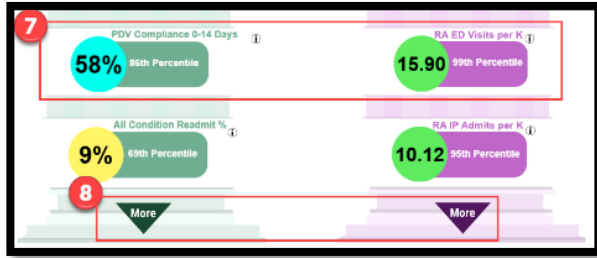 7
PDV Compliance 0-14 Days
RA ED Visits per K
58% 86th Percentile
15.90 99th Percentile
All Condition Readmit %
RA IP Admits per K
9% 69th Percentile
10.12 95th Percentile
8
More
More